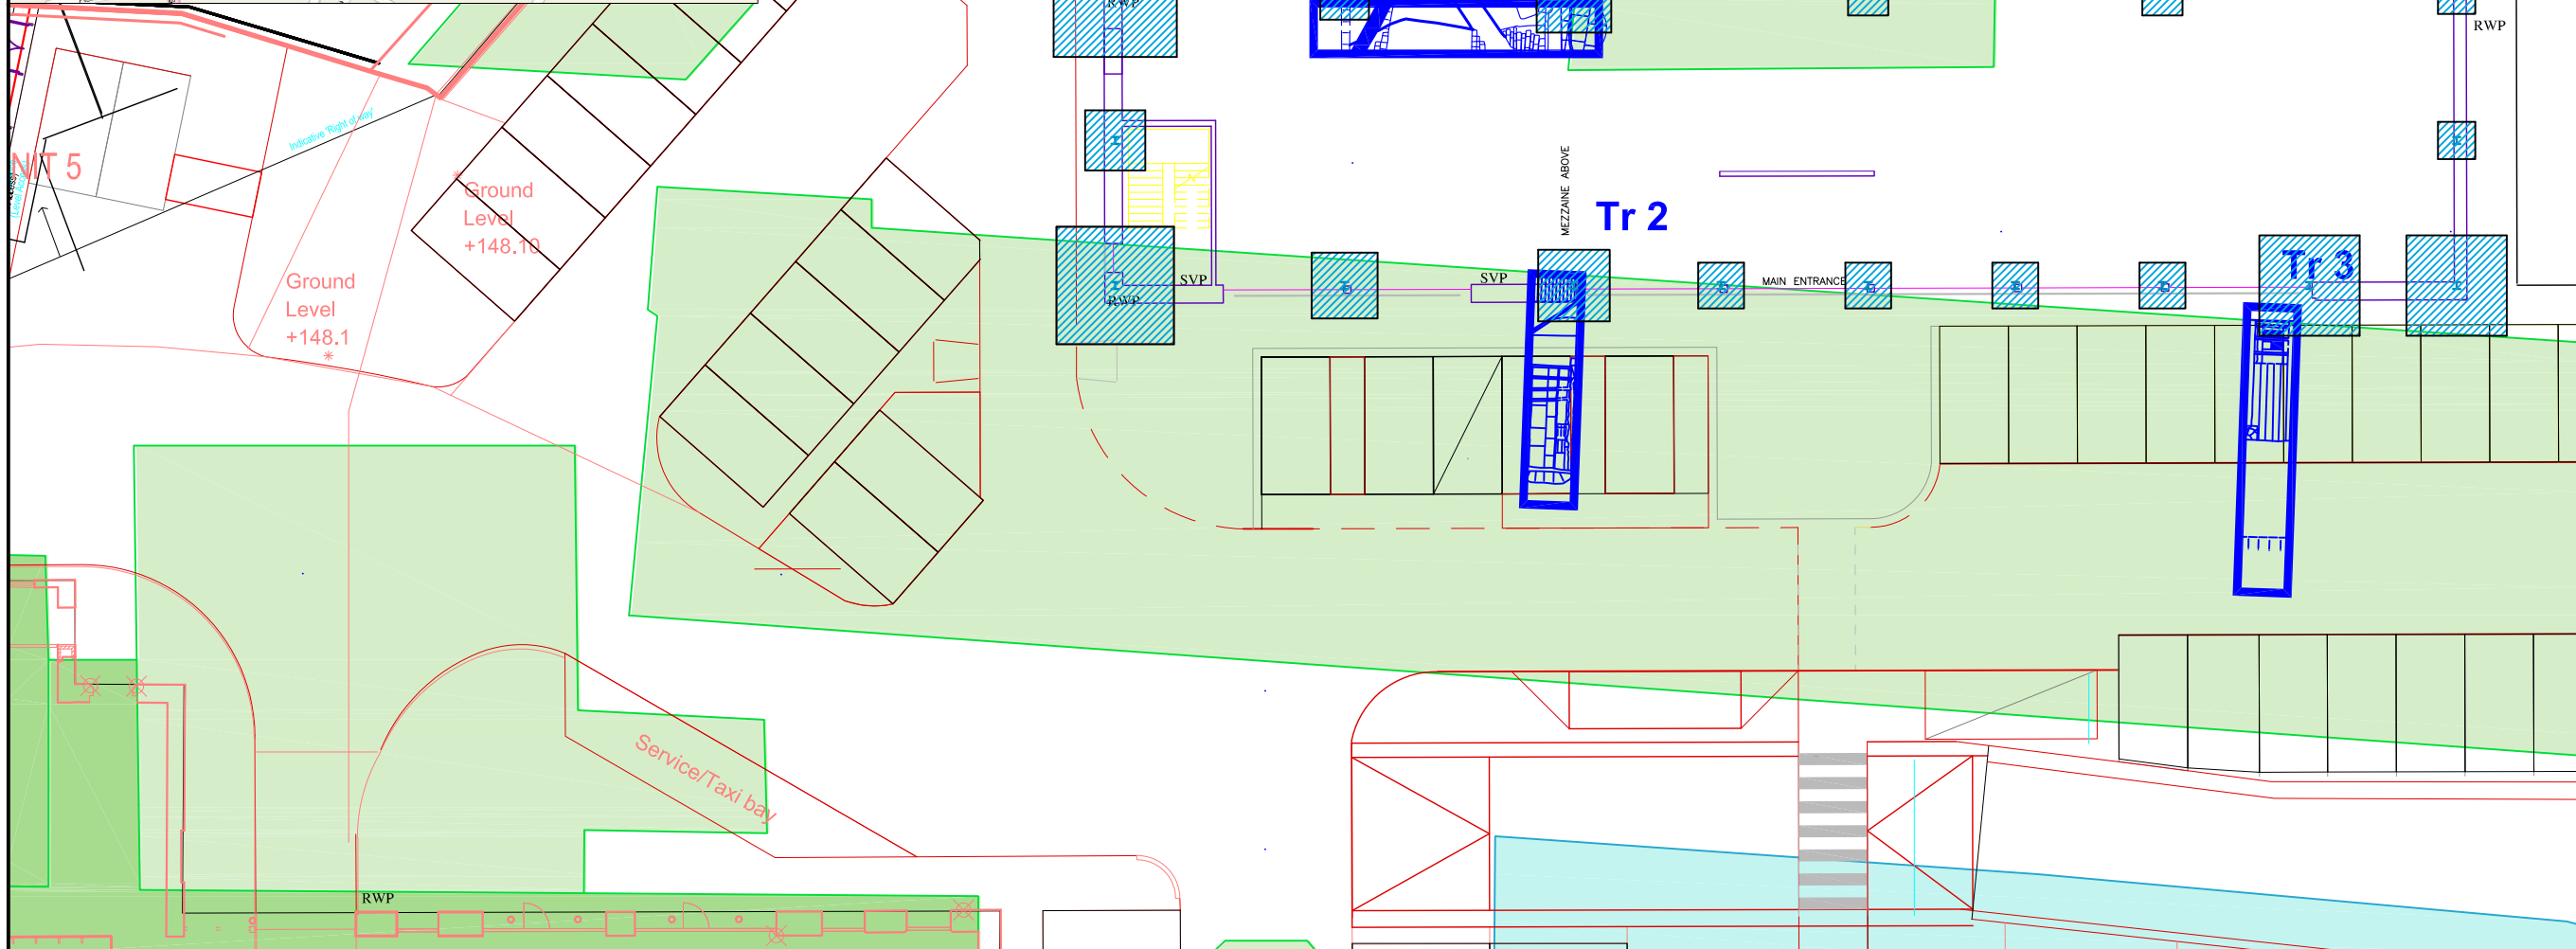 RWP
RWP
Indicative 'Right of way'
NIT 5
Ground
Level
+148.10
MEZZAINE ABOVE
Tr 2
Ground
Level
+148.1
SVP
RWP
SVP
MAIN ENTRANCE
Tr 3
Service/Taxi bay
RWP